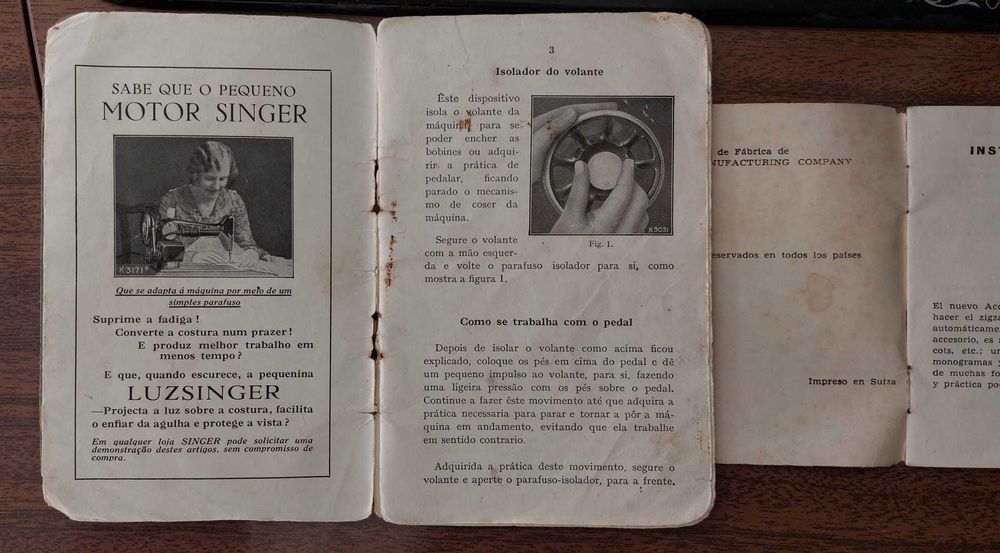 SABE QUE O PEQUENO
MOTOR SINGER
K 3171
Que se adapta á máquina por meio de um
simples parafuso
Suprime a fadiga!
Converte a costura num prazer!
E produz melhor trabalho em
menos tempo?
E que, quando escurece, a pequenina
LUZSINGER
—Projecta a luz sobre a costura, facilita
o enfiar da agulha e protege a vista?
Em qualquer loja SINGER pode solicitar uma
demonstração destes artigos, sem compromisso de
compra.
3
Isolador do volante
Êste dispositivo
isola o volante da
máquina para se
poder encher as
bobines ou adqui-
rir a prática de
pedalar, ficando
parado o mecanis-
mo de coser da
máquina.
K 3031
Fig. 1.
Segure o volante
com a mão esquer-
da e volte o parafuso isolador para si, como
mostra a figura 1.
Como se trabalha com o pedal
Depois de isolar o volante como acima ficou
explicado, coloque os pés em cima do pedal e dê
um pequeno impulso ao volante, para si, fazendo
uma ligeira pressão com os pés sobre o pedal.
Continue a fazer êste movimento até que adquira a
prática necessaria para parar e tornar a pôr a má-
quina em andamento, evitando que ela trabalhe
em sentido contrario.
Adquirida a prática deste movimento, segure o
volante e aperte o parafuso-isolador, para a frente.
de Fábrica de
NUFACTURING COMPANY
eservados en todos los países
Impreso en Suiza
INST
El nuevo Acc
hacer el zigza
automáticame
accesorio, es
cots, etc.; un
monogramas y
de muchas fo
y práctica po